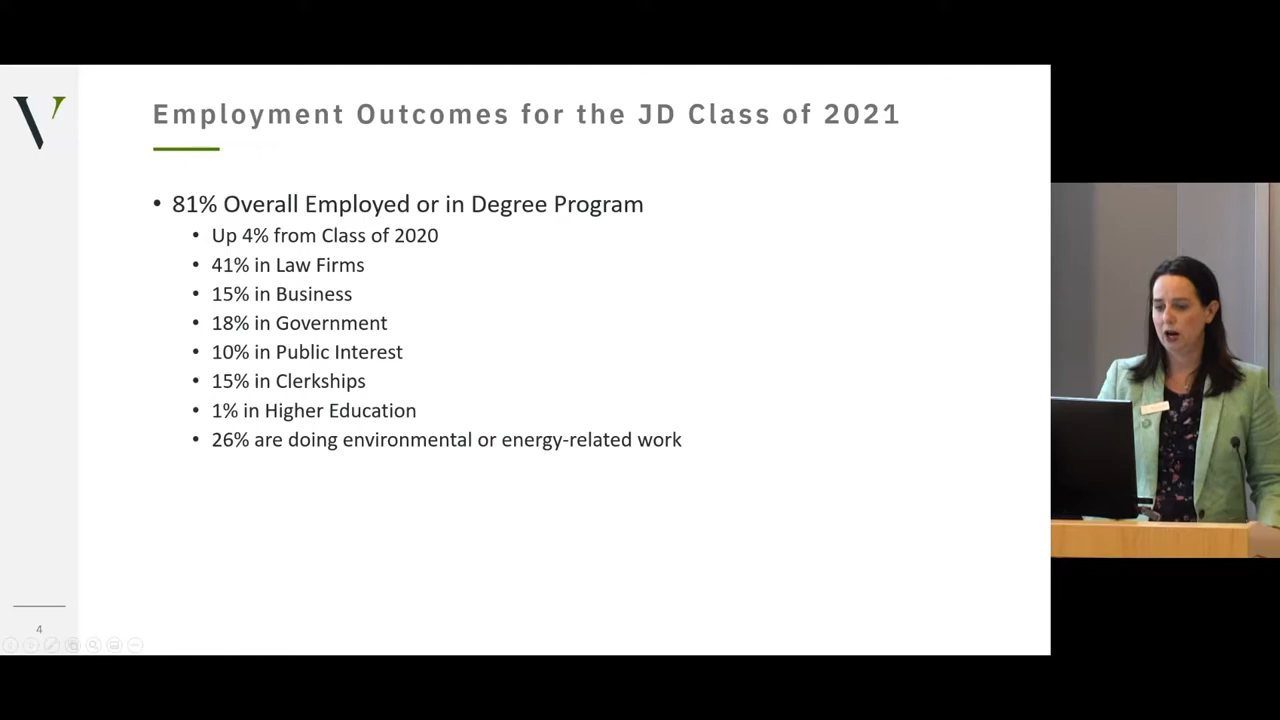 V
Employment Outcomes for the JD Class of 2021
• 81% Overall Employed or in Degree Program
• Up 4% from Class of 2020
• 41% in Law Firms
• 15% in Business
• 18% in Government
• 10% in Public Interest
• 15% in Clerkships
• 1% in Higher Education
• 26% are doing environmental or energy-related work
4